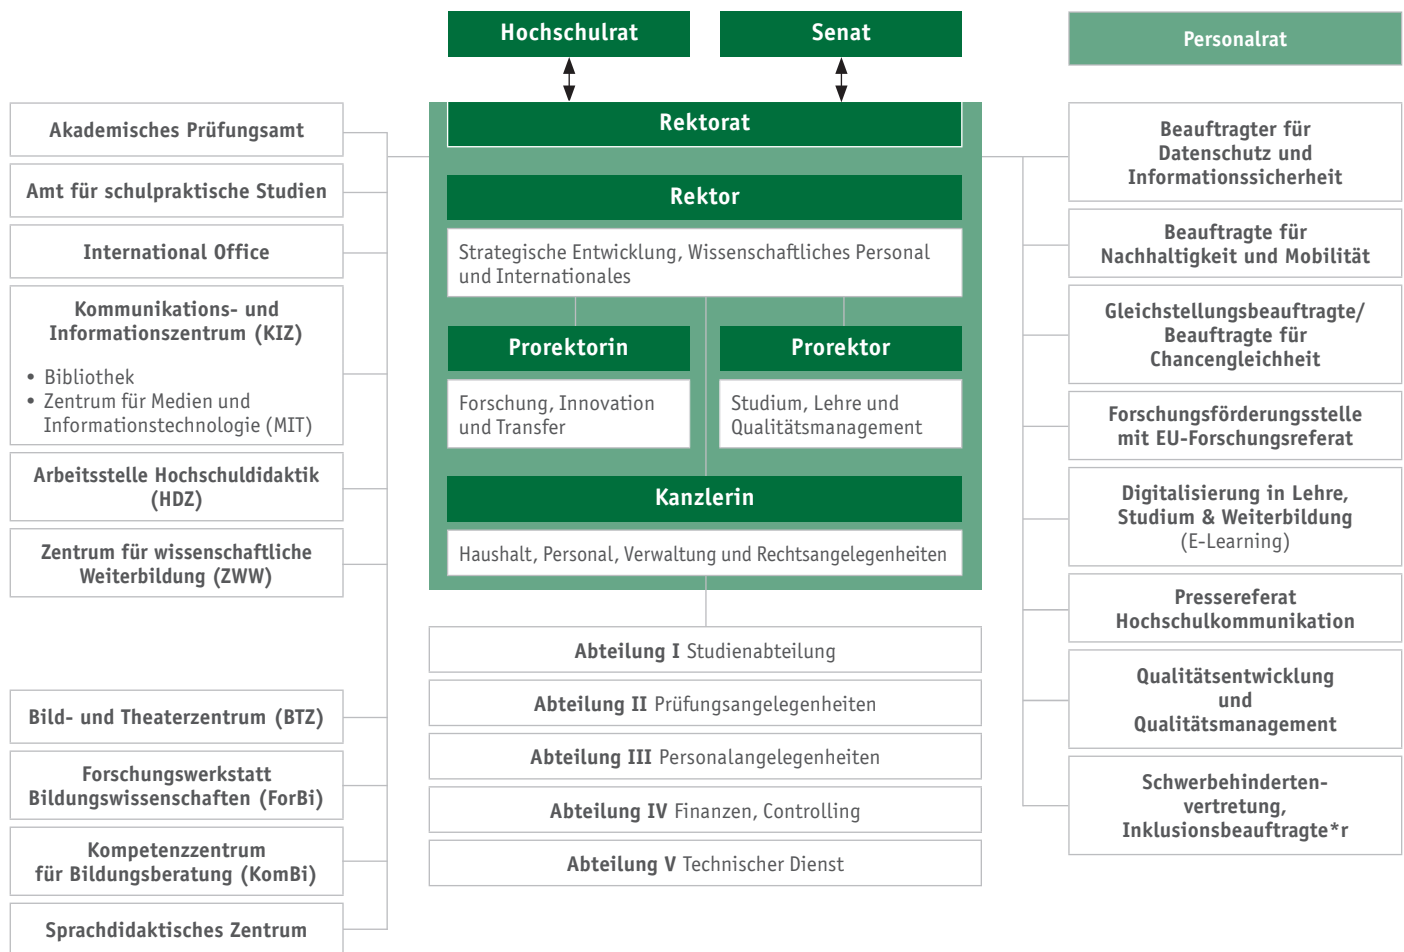 Hochschulrat
Senat
Personalrat
Rektorat
Rektor
Strategische Entwicklung, Wissenschaftliches Personal
und Internationales
Prorektorin
Forschung, Innovation
und Transfer
Prorektor
Studium, Lehre und
Qualitätsmanagement
Kanzlerin
Haushalt, Personal, Verwaltung und Rechtsangelegenheiten
Abteilung I Studienabteilung
Abteilung II Prüfungsangelegenheiten
Abteilung III Personalangelegenheiten
Abteilung IV Finanzen, Controlling
Abteilung V Technischer Dienst
Akademisches Prüfungsamt
Amt für schulpraktische Studien
International Office
Kommunikations- und
Informationszentrum (KIZ)
• Bibliothek
• Zentrum für Medien und
Informationstechnologie (MIT)
Arbeitsstelle Hochschuldidaktik
(HDZ)
Zentrum für wissenschaftliche
Weiterbildung (ZWW)
Bild- und Theaterzentrum (BTZ)
Forschungswerkstatt
Bildungswissenschaften (ForBi)
Kompetenzzentrum
für Bildungsberatung (KomBi)
Sprachdidaktisches Zentrum
Beauftragter für
Datenschutz und
Informationssicherheit
Beauftragte für
Nachhaltigkeit und Mobilität
Gleichstellungsbeauftragte/
Beauftragte für
Chancengleichheit
Forschungsförderungsstelle
mit EU-Forschungsreferat
Digitalisierung in Lehre,
Studium & Weiterbildung
(E-Learning)
Pressereferat
Hochschulkommunikation
Qualitätsentwicklung
und
Qualitätsmanagement
Schwerbehinderten-
vertretung,
Inklusionsbeauftragte*r